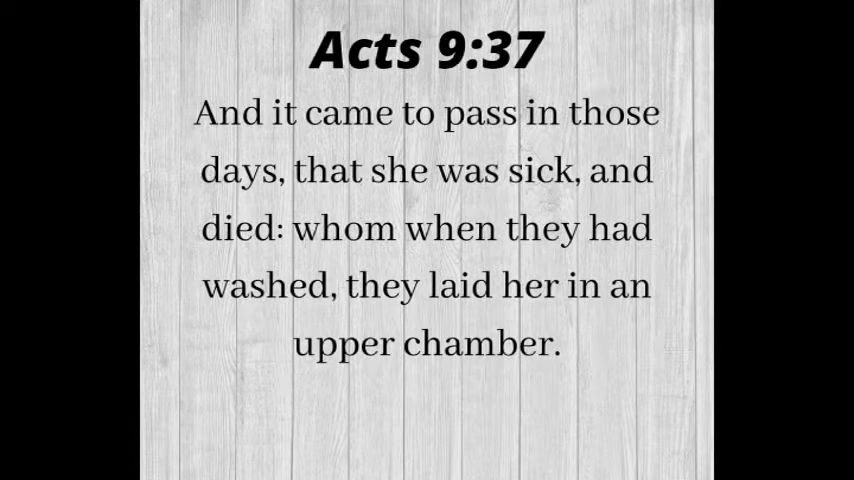 Acts 9:37
And it came to pass in those
days, that she was sick, and
died: whom when they had
washed, they laid her in an
upper chamber.